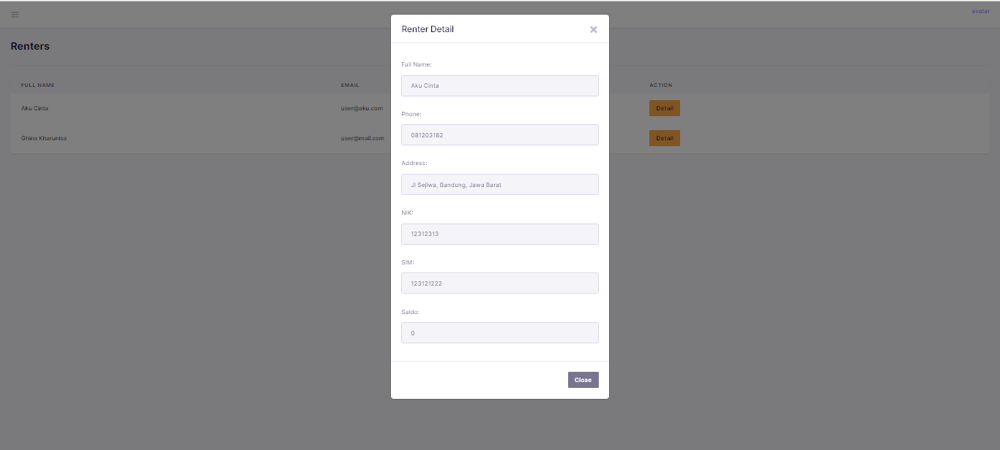 avatar
Renters
FULL NAME EMAIL ACTION
Aku Cinta user@aku.com Detail
Ghina Kharunisa user@mail.com Detail
Renter Detail
Full Name:
Aku Cinta
Phone:
081203182
Address:
Jl Sejiwa, Bandung, Jawa Barat
NIK:
12312313
SIM:
123121222
Saldo:
0
Close